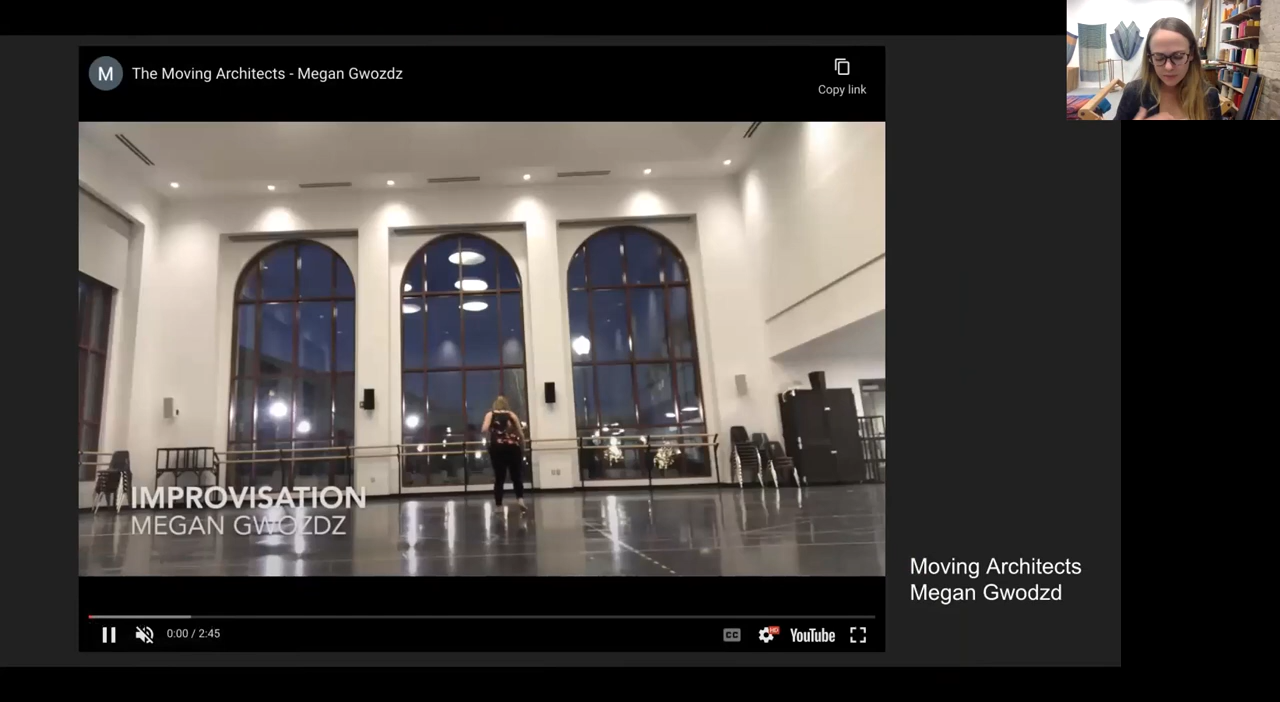 M The Moving Architects - Megan Gwozdz
Copy link
IMPROVISATION
MEGAN GWOZDZ
0:00 / 2:45
CC
HD
YouTube
Moving Architects
Megan Gwodzd